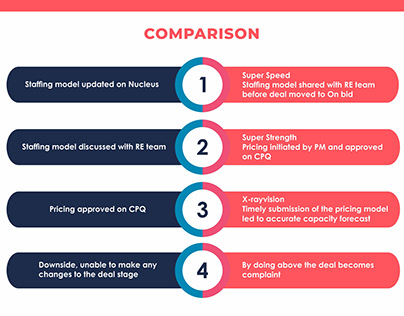 COMPARISON
Staffing model updated on Nucleus
1
Super Speed
Staffing model shared with RE team
before deal moved to On bid
Staffing model discussed with RE team
2
Super Strength
Pricing initiated by PM and approved
on CPQ
Pricing approved on CPQ
3
X-rayvision
Timely submission of the pricing model
led to accurate capacity forecast
Downside, unable to make any
changes to the deal stage
4
By doing above the deal becomes
complaint